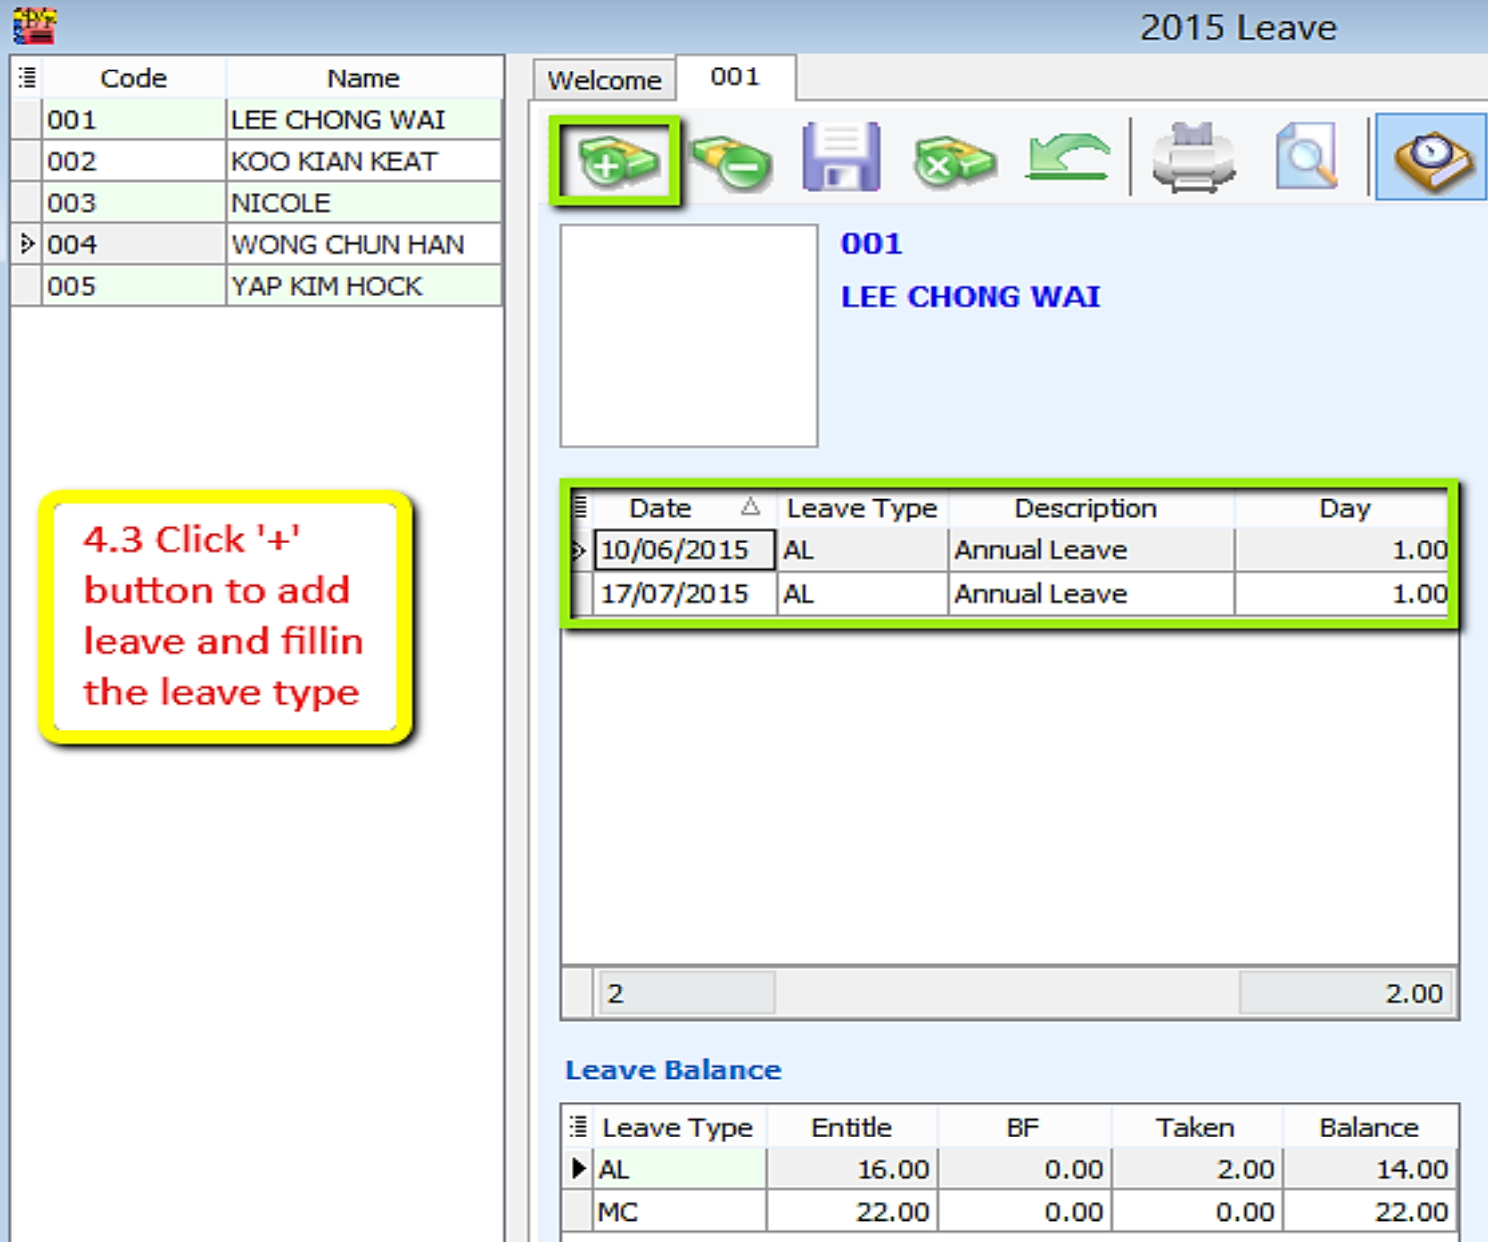 2015 Leave
Code Name
001 LEE CHONG WAI
002 KOO KIAN KEAT
003 NICOLE
004 WONG CHUN HAN
005 YAP KIM HOCK
4.3 Click '+'
button to add
leave and fillin
the leave type
Welcome 001
001
LEE CHONG WAI
Date Leave Type Description Day
10/06/2015 AL Annual Leave 1.00
17/07/2015 AL Annual Leave 1.00
2 2.00
Leave Balance
Leave Type Entitle BF Taken Balance
AL 16.00 0.00 2.00 14.00
MC 22.00 0.00 0.00 22.00